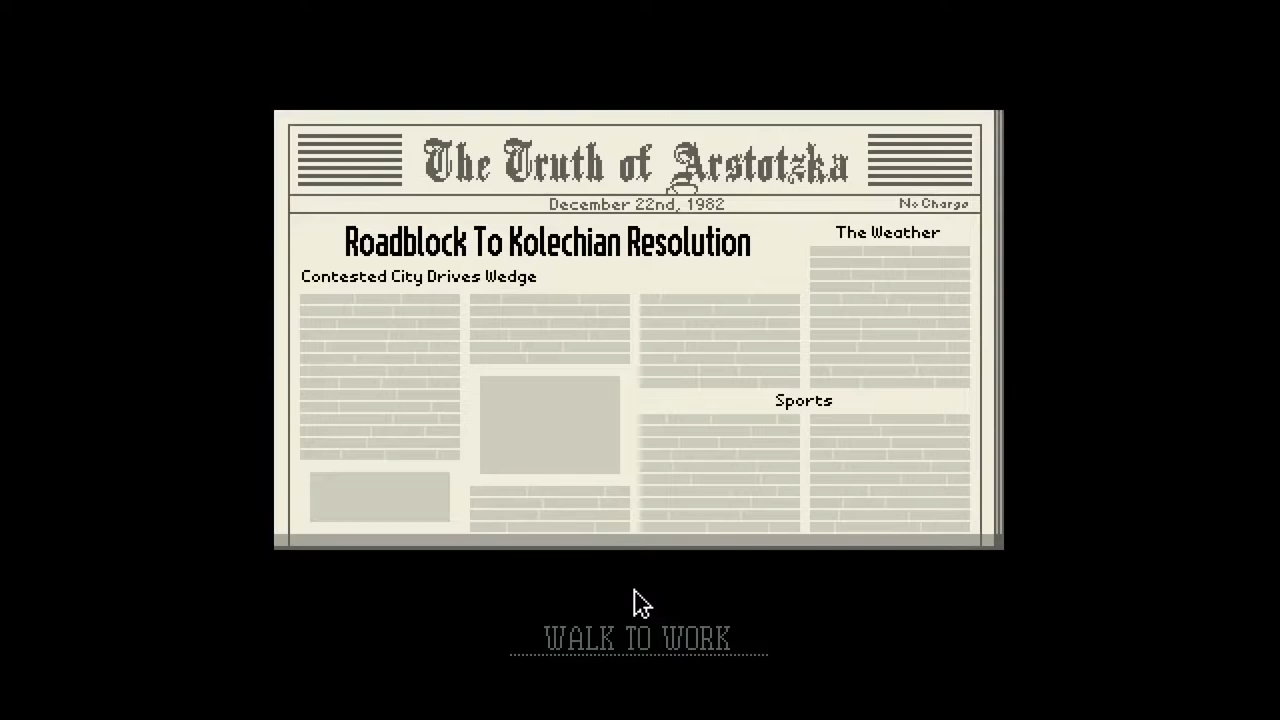 The Truth of Arstotzka
December 22nd, 1982
No Charge
Roadblock To Kolechian Resolution
Contested City Drives Wedge
The Weather
Sports
WALK TO WORK